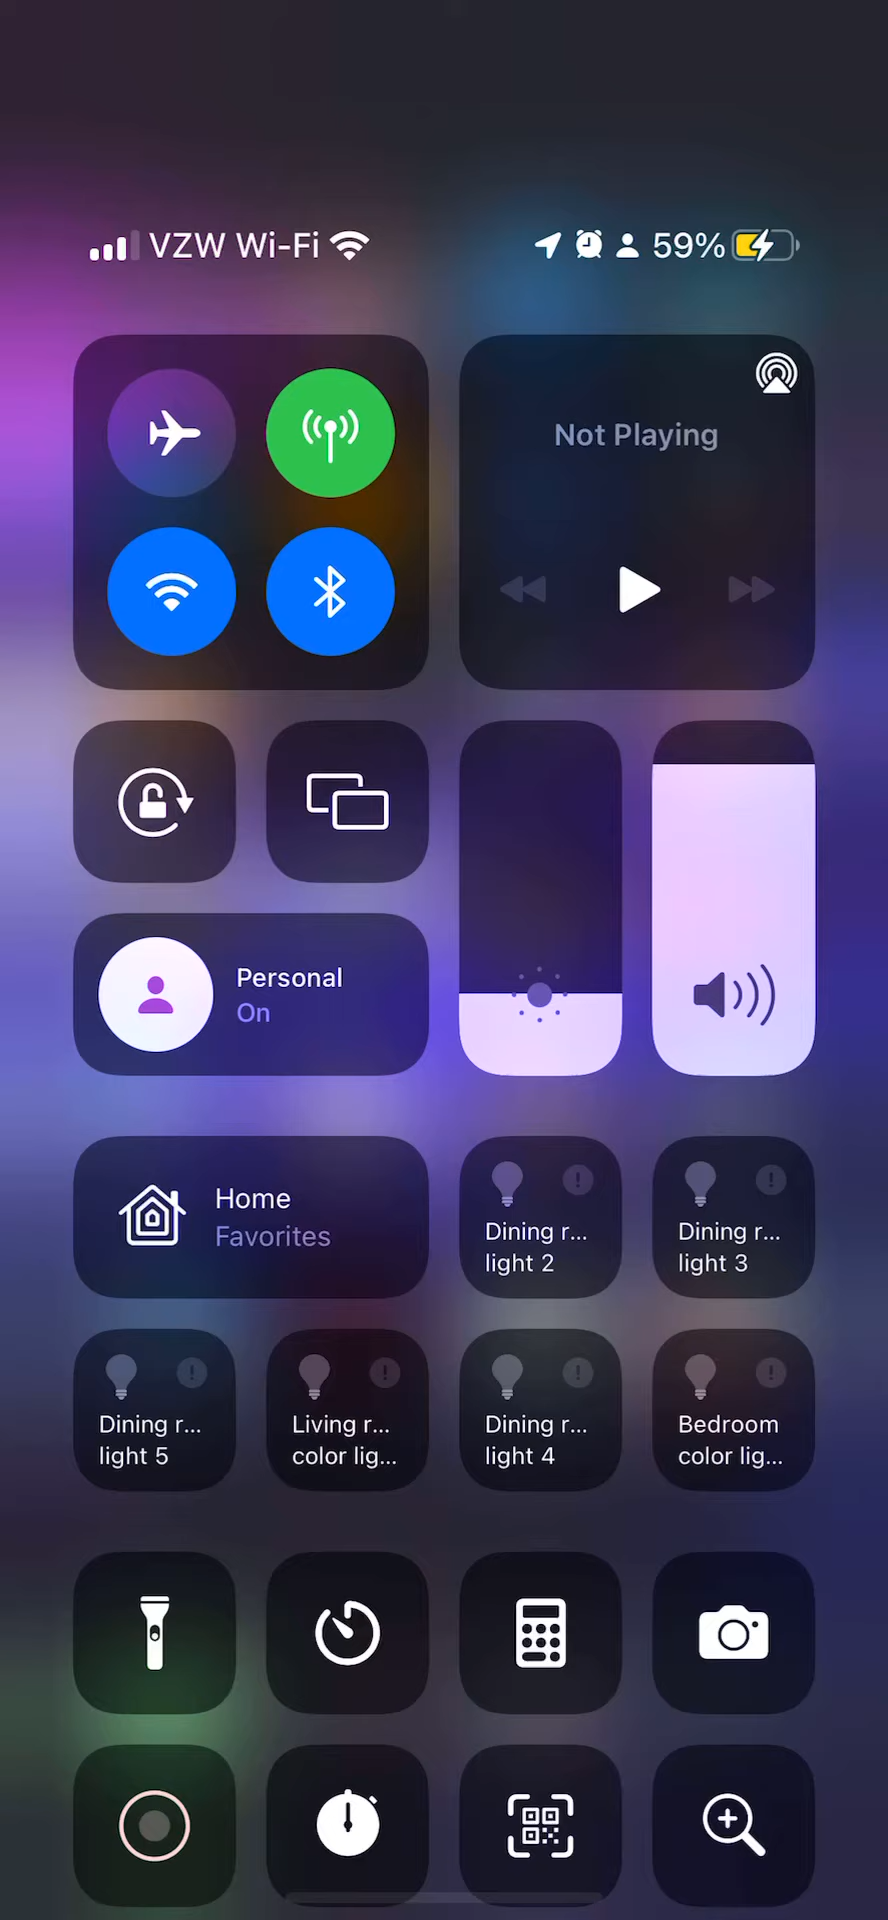 VZW Wi-Fi 59%
Not Playing
Personal
On
Home
Favorites
Dining r...
light 2
Dining r...
light 3
Dining r...
light 5
Living r...
color lig...
Dining r...
light 4
Bedroom
color lig...